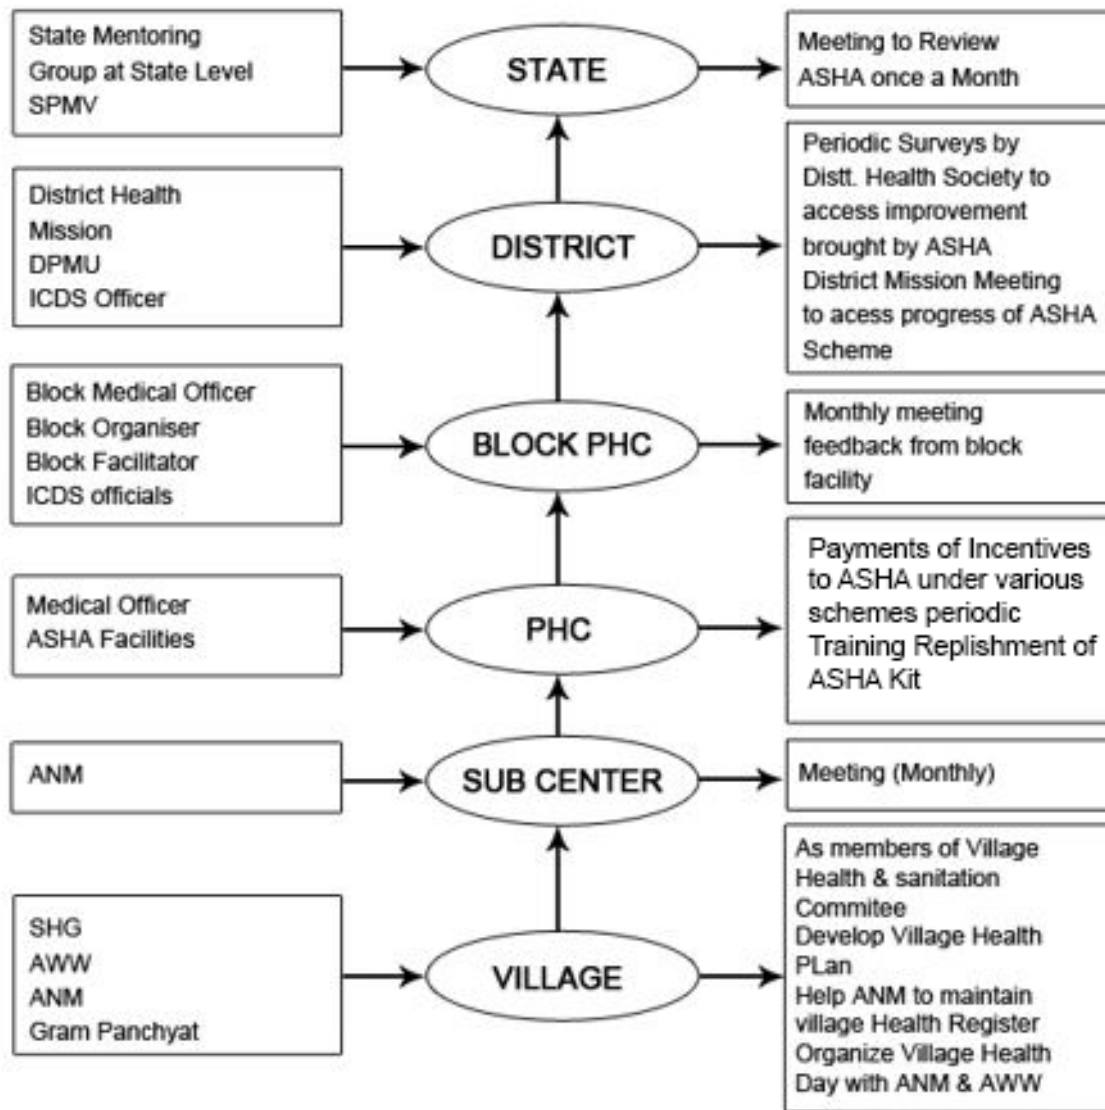 State Mentoring
Group at State Level
SPMV
STATE
Meeting to Review
ASHA once a Month
District Health
Mission
DPMU
ICDS Officer
DISTRICT
Periodic Surveys by
Distt. Health Society to
access improvement
brought by ASHA
District Mission Meeting
to acess progress of ASHA
Scheme
Block Medical Officer
Block Organiser
Block Facilitator
ICDS officials
BLOCK PHC
Monthly meeting
feedback from block
facility
Medical Officer
ASHA Facilities
PHC
Payments of Incentives
to ASHA under various
schemes periodic
Training Replishment of
ASHA Kit
ANM
SUB CENTER
Meeting (Monthly)
SHG
AWW
ANM
Gram Panchyat
VILLAGE
As members of Village
Health & sanitation
Commitee
Develop Village Health
PLan
Help ANM to maintain
village Health Register
Organize Village Health
Day with ANM & AWW